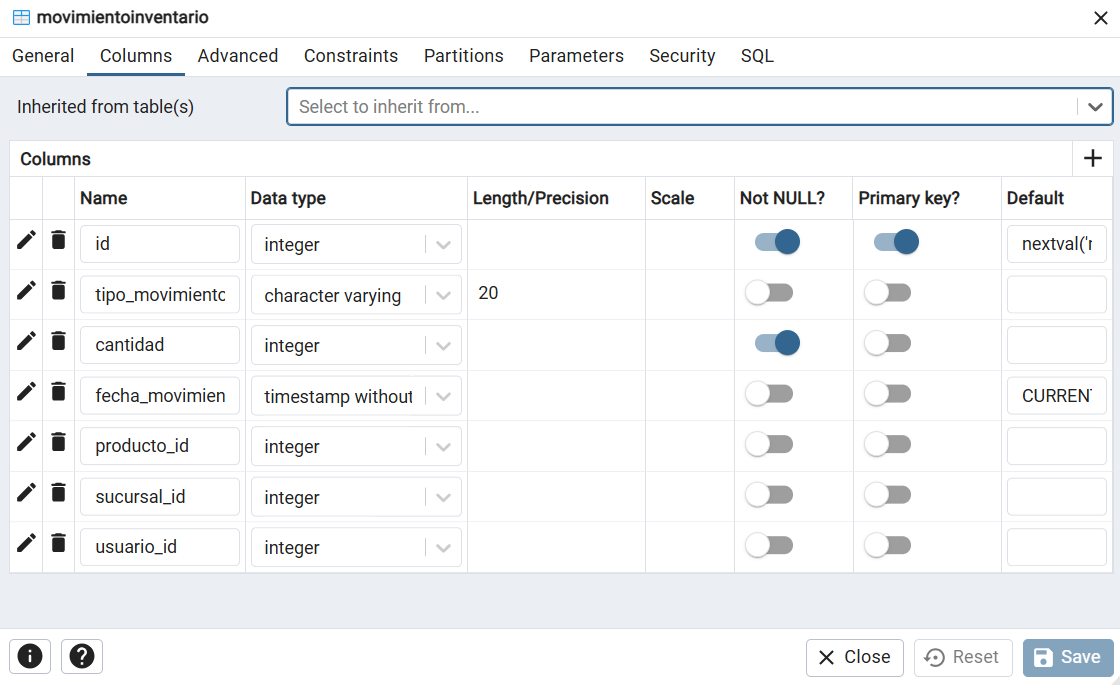 movimientoinventario
General Columns Advanced Constraints Partitions Parameters Security SQL
Inherited from table(s) Select to inherit from...
Columns
Name Data type Length/Precision Scale Not NULL? Primary key? Default
id integer nextval('r
tipo_movimiento character varying 20
cantidad integer
fecha_movimien timestamp without CURREN
producto_id integer
sucursal_id integer
usuario_id integer
Close Reset Save